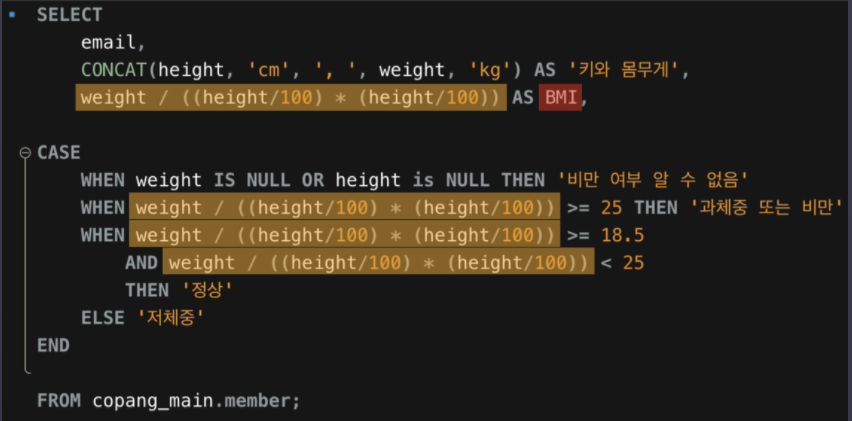 SELECT
email,
CONCAT(height, 'cm', ', ', weight, 'kg') AS '키와 몸무게',
weight / ((height/100) * (height/100)) AS BMI,
CASE
WHEN weight IS NULL OR height is NULL THEN '비만 여부 알 수 없음'
WHEN weight / ((height/100) * (height/100)) >= 25 THEN '과체중 또는 비만'
WHEN weight / ((height/100) * (height/100)) >= 18.5
AND weight / ((height/100) * (height/100)) < 25
THEN '정상'
ELSE '저체중'
END
FROM copang_main.member;